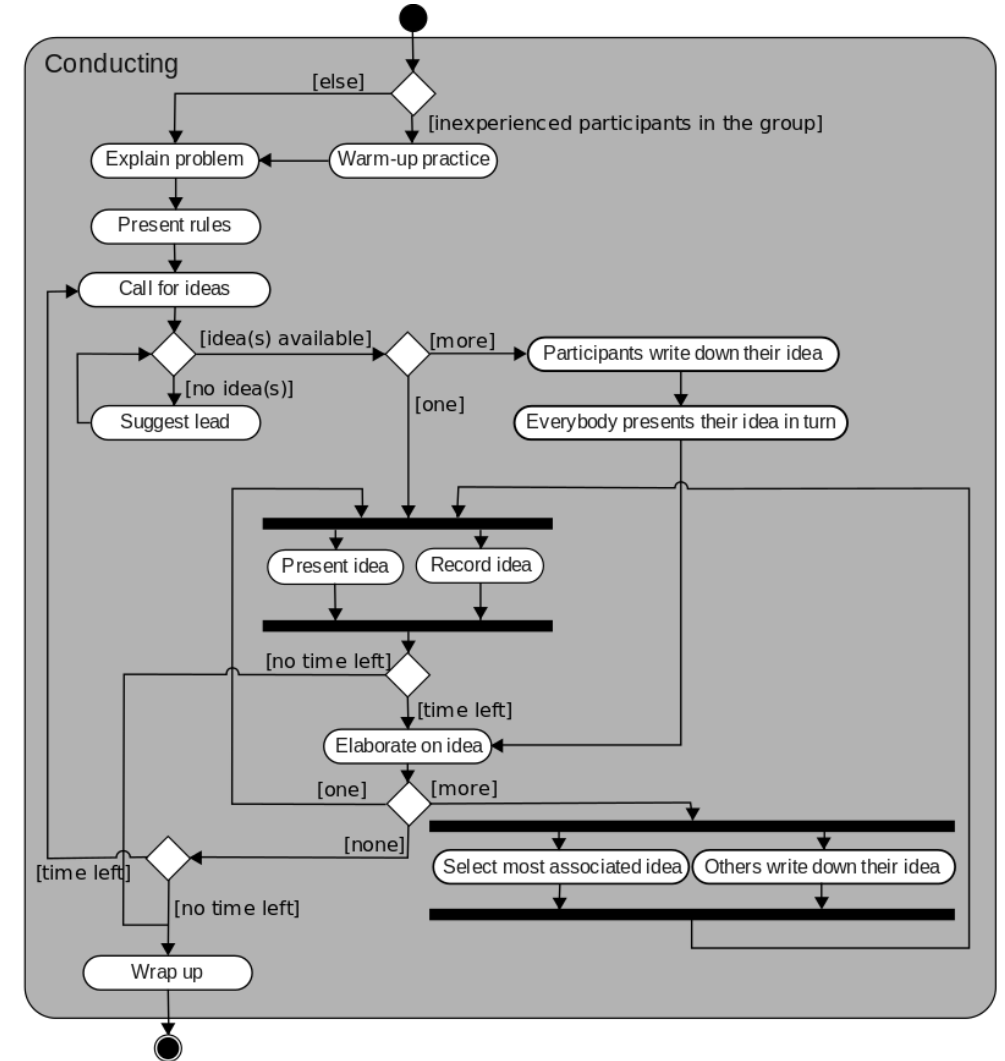 Conducting
[else]
[inexperienced participants in the group]
Explain problem
Warm-up practice
Present rules
Call for ideas
[idea(s) available]
[more]
Participants write down their idea
[no idea(s)]
[one]
Suggest lead
Everybody presents their idea in turn
Present idea
Record idea
[no time left]
[time left]
Elaborate on idea
[one]
[more]
[none]
[time left]
Select most associated idea
Others write down their idea
[no time left]
Wrap up